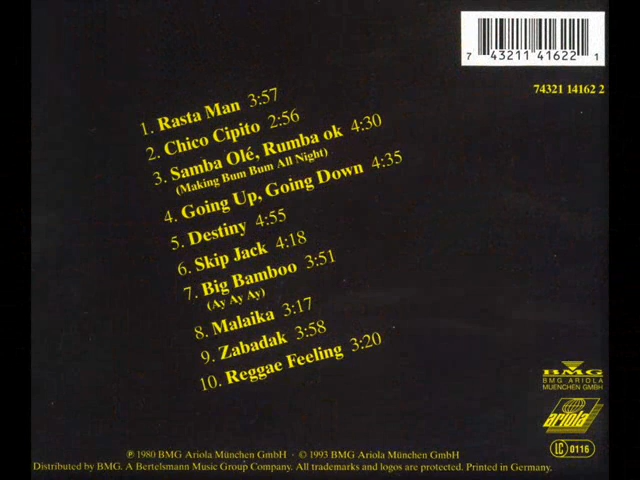 7 43211 41622 1
74321 14162 2
1. Rasta Man 3:57
2. Chico Cipito 2:56
3. Samba Olé, Rumba ok 4:30
(Making Bum Bum All Night)
4. Going Up, Going Down 4:35
5. Destiny 4:55
6. Skip Jack 4:18
7. Big Bamboo 3:51
(Ay Ay Ay)
8. Malaika 3:17
9. Zabadak 3:58
10. Reggae Feeling 3:20
BMG
BMG ARIOLA
MUENCHEN GMBH
ariola
LC 0116
℗ 1980 BMG Ariola München GmbH · © 1993 BMG Ariola München GmbH
Distributed by BMG. A Bertelsmann Music Group Company. All trademarks and logos are protected. Printed in Germany.